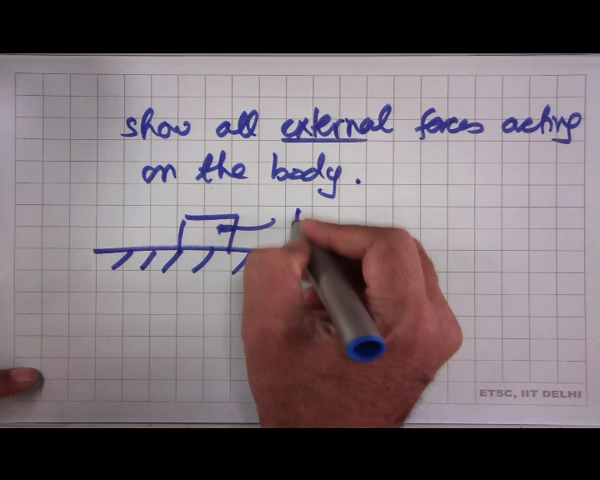 show all external forces acting
on the body.
ETSC, IIT DELHI